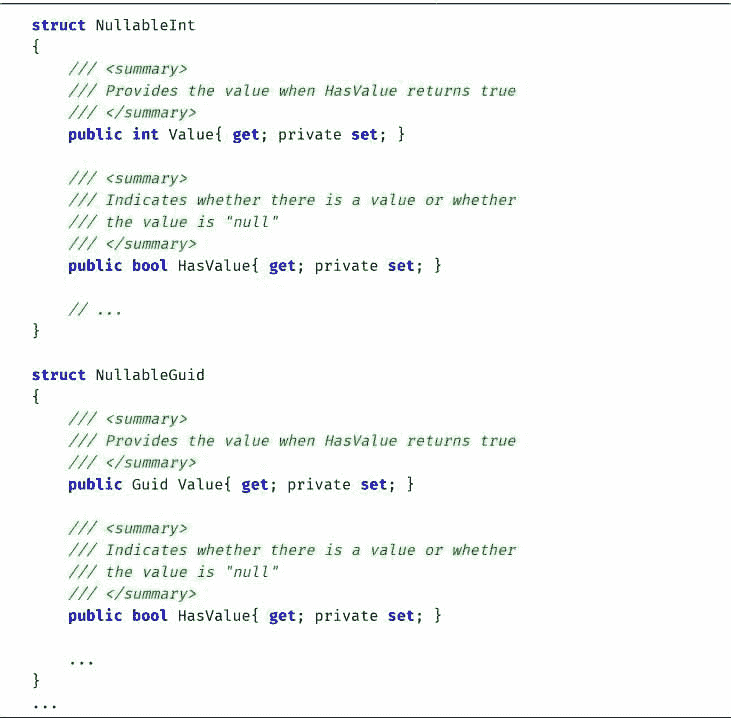 struct NullableInt
{
    /// <summary>
    /// Provides the value when HasValue returns true
    /// </summary>
    public int Value{ get; private set; }

    /// <summary>
    /// Indicates whether there is a value or whether
    /// the value is "null"
    /// </summary>
    public bool HasValue{ get; private set; }

    // ...
}

struct NullableGuid
{
    /// <summary>
    /// Provides the value when HasValue returns true
    /// </summary>
    public Guid Value{ get; private set; }

    /// <summary>
    /// Indicates whether there is a value or whether
    /// the value is "null"
    /// </summary>
    public bool HasValue{ get; private set; }

    ...
}
...